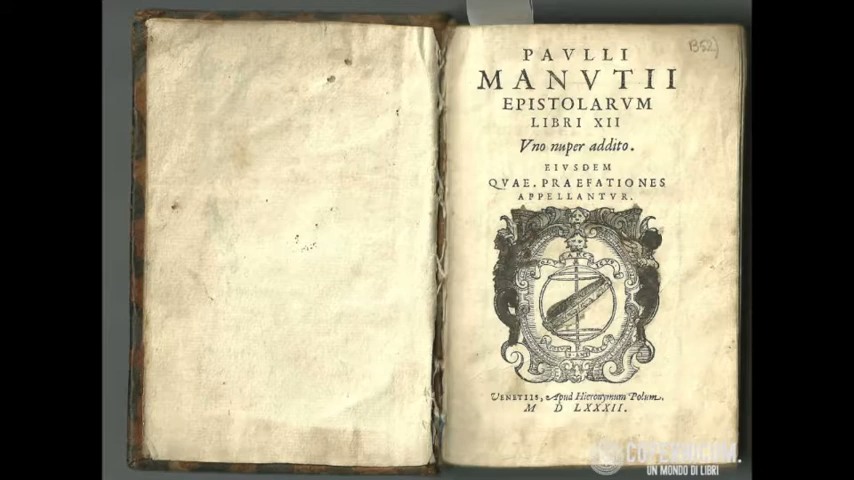 B52)
PAVLLI
MANVTII
EPISTOLARVM
LIBRI XII
Vno nuper addito.
EIVSDEM
QVAE. PRAEFATIONES
APPELLANTVR.
VENETIIS, Apud Hieronymum Polum.
M D LXXXII.
COPERNICUM.
UN MONDO DI LIBRI